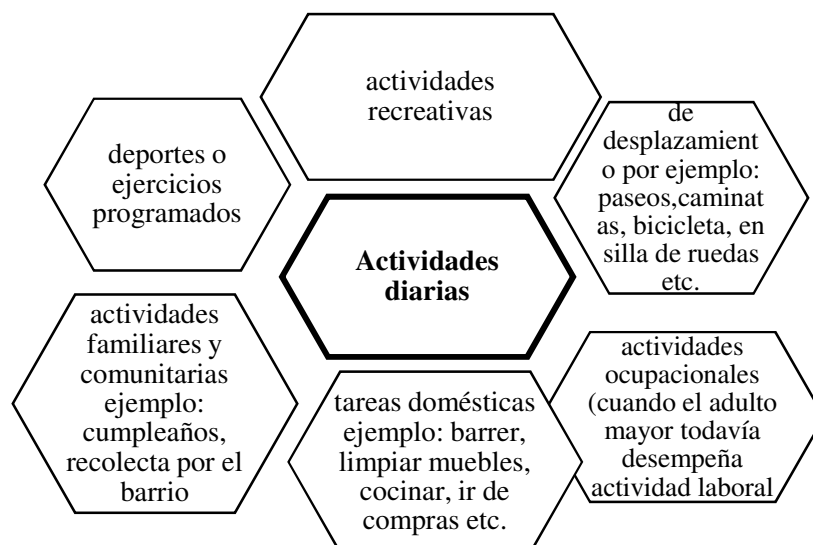 actividades
recreativas
deportes o
ejercicios
programados
de
desplazamient
o por ejemplo:
paseos,caminat
as, bicicleta, en
silla de ruedas
etc.
Actividades
diarias
actividades
familiares y
comunitarias
ejemplo:
cumpleaños,
recolecta por el
barrio
tareas domésticas
ejemplo: barrer,
limpiar muebles,
cocinar, ir de
compras etc.
actividades
ocupacionales
(cuando el adulto
mayor todavía
desempeña
actividad laboral